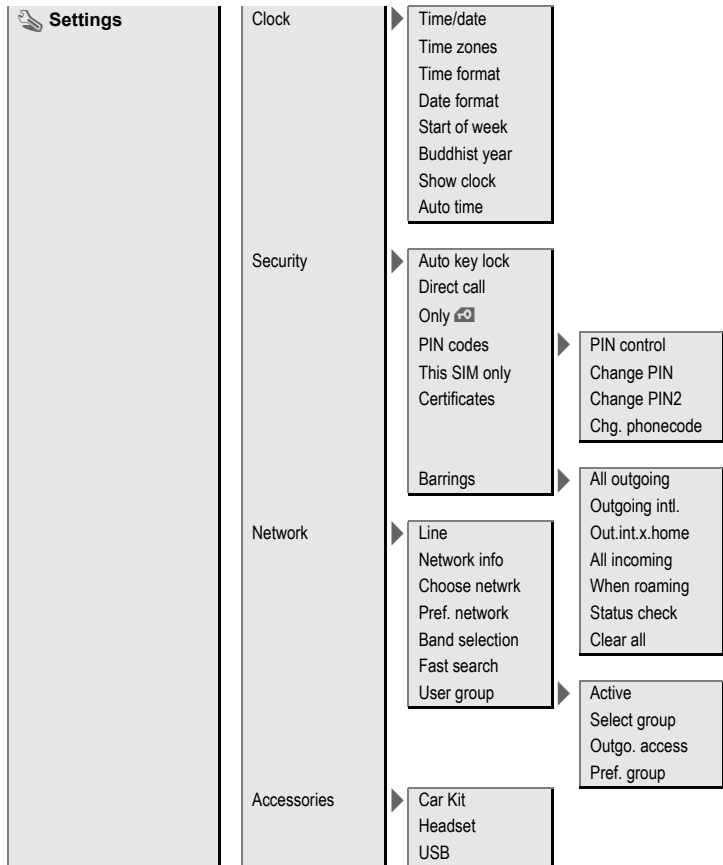 Settings
Clock
Time/date
Time zones
Time format
Date format
Start of week
Buddhist year
Show clock
Auto time
Security
Auto key lock
Direct call
Only
PIN codes
PIN control
Change PIN
Change PIN2
Chg. phonecode
This SIM only
Certificates
Barrings
All outgoing
Outgoing intl.
Out.int.x.home
All incoming
When roaming
Status check
Clear all
Network
Line
Network info
Choose netwrk
Pref. network
Band selection
Fast search
User group
Active
Select group
Outgo. access
Pref. group
Accessories
Car Kit
Headset
USB